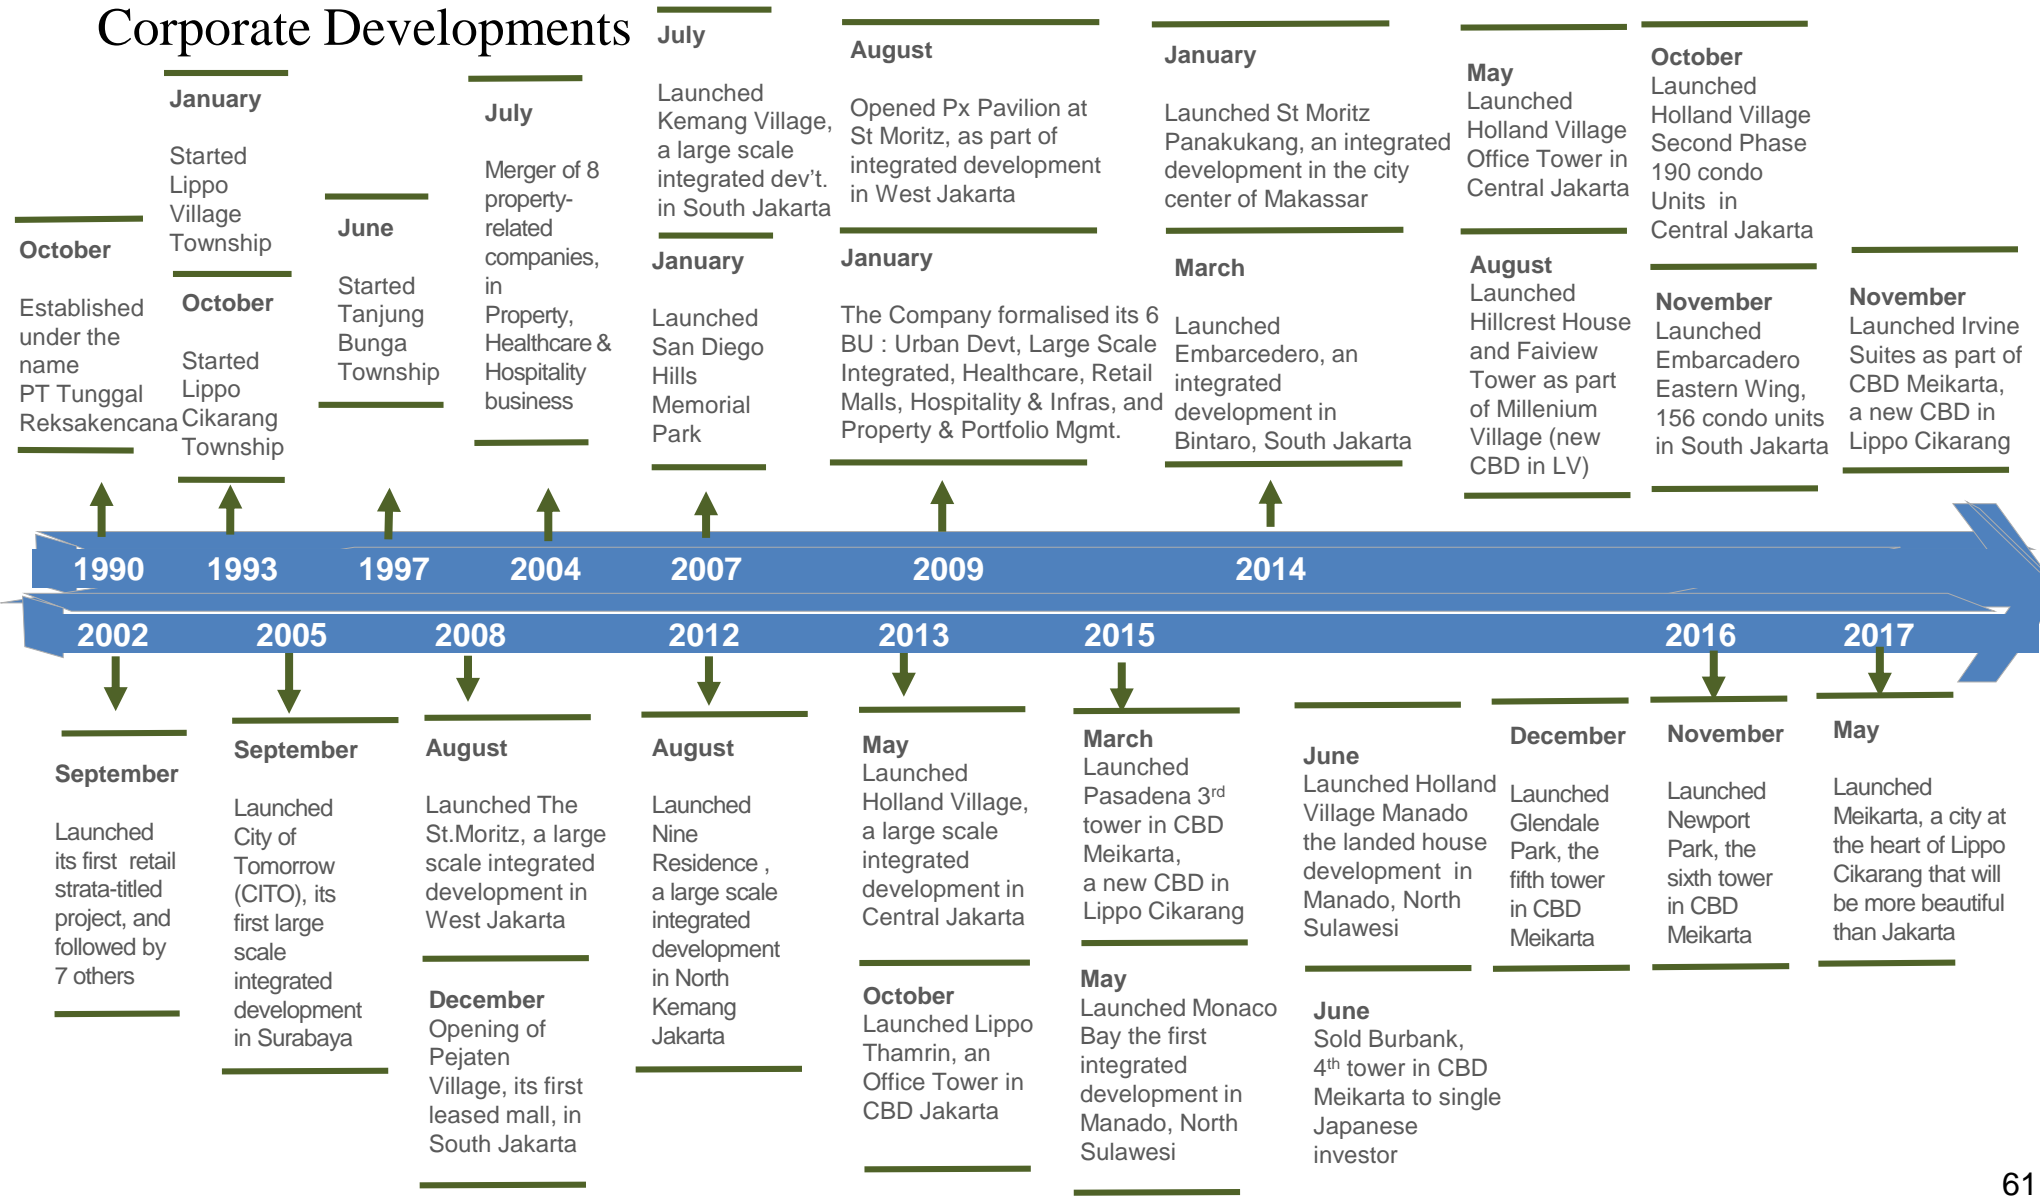 Corporate Developments
October
Established
under the
name
PT Tunggal
Reksakencana
January
Started
Lippo
Village
Township
October
Started
Lippo
Cikarang
Township
June
Started
Tanjung
Bunga
Township
July
Merger of 8
property-
related
companies,
in
Property,
Healthcare &
Hospitality
business
July
Launched
Kemang Village,
a large scale
integrated dev't.
in South Jakarta
January
Launched
San Diego
Hills
Memorial
Park
August
Opened Px Pavilion at
St Moritz, as part of
integrated development
in West Jakarta
January
The Company formalised its 6
BU : Urban Devt, Large Scale
Integrated, Healthcare, Retail
Malls, Hospitality & Infras, and
Property & Portfolio Mgmt.
January
Launched St Moritz
Panakukang, an integrated
development in the city
center of Makassar
March
Launched
Embarcedero, an
integrated
development in
Bintaro, South Jakarta
May
Launched
Holland Village
Office Tower in
Central Jakarta
August
Launched
Hillcrest House
and Faiview
Tower as part
of Millenium
Village (new
CBD in LV)
October
Launched
Holland Village
Second Phase
190 condo
Units in
Central Jakarta
November
Launched
Embarcadero
Eastern Wing,
156 condo units
in South Jakarta
November
Launched Irvine
Suites as part of
CBD Meikarta,
a new CBD in
Lippo Cikarang
1990 1993 1997 2004 2007 2009 2014
2002 2005 2008 2012 2013 2015 2016 2017
September
Launched
its first retail
strata-titled
project, and
followed by
7 others
September
Launched
City of
Tomorrow
(CITO), its
first large
scale
integrated
development
in Surabaya
August
Launched The
St.Moritz, a large
scale integrated
development in
West Jakarta
December
Opening of
Pejaten
Village, its first
leased mall, in
South Jakarta
August
Launched
Nine
Residence ,
a large scale
integrated
development
in North
Kemang
Jakarta
May
Launched
Holland Village,
a large scale
integrated
development in
Central Jakarta
October
Launched Lippo
Thamrin, an
Office Tower in
CBD Jakarta
March
Launched
Pasadena 3rd
tower in CBD
Meikarta,
a new CBD in
Lippo Cikarang
May
Launched Monaco
Bay the first
integrated
development in
Manado, North
Sulawesi
June
Launched Holland
Village Manado
the landed house
development in
Manado, North
Sulawesi
June
Sold Burbank,
4th tower in CBD
Meikarta to single
Japanese
investor
December
Launched
Glendale
Park, the
fifth tower
in CBD
Meikarta
November
Launched
Newport
Park, the
sixth tower
in CBD
Meikarta
May
Launched
Meikarta, a city at
the heart of Lippo
Cikarang that will
be more beautiful
than Jakarta
61